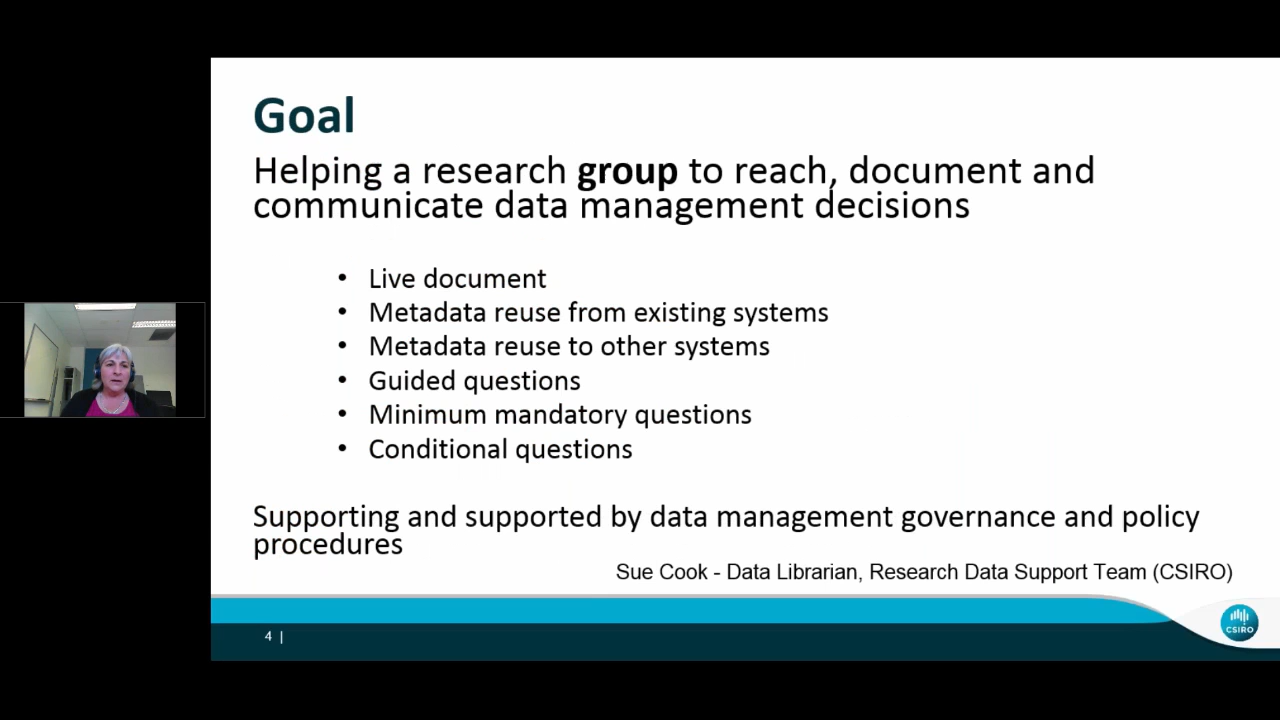 Goal
Helping a research group to reach, document and
communicate data management decisions
• Live document
• Metadata reuse from existing systems
• Metadata reuse to other systems
• Guided questions
• Minimum mandatory questions
• Conditional questions
Supporting and supported by data management governance and policy
procedures
Sue Cook - Data Librarian, Research Data Support Team (CSIRO)
4 |
CSIRO